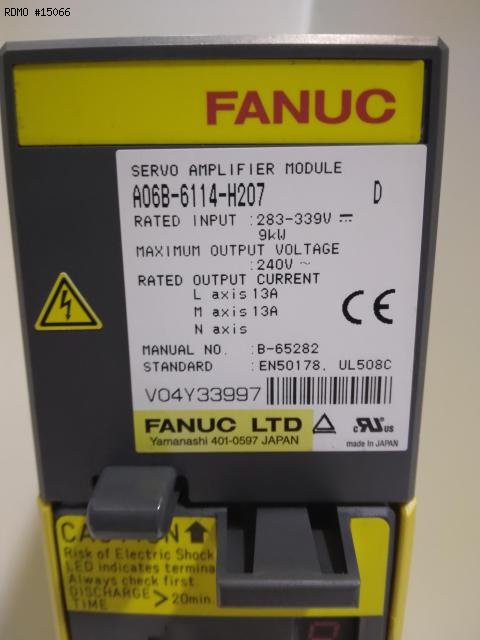 RDMO #15066
FANUC
SERVO AMPLIFIER MODULE
A06B-6114-H207 D
RATED INPUT :283-339V ⎓
9kW
MAXIMUM OUTPUT VOLTAGE
:240V ~
RATED OUTPUT CURRENT
L axis 13A
M axis 13A
N axis
CE
MANUAL NO. :B-65282
STANDARD :EN50178, UL508C
V04Y33997
FANUC LTD
Yamanashi 401-0597 JAPAN
c UR us
made in JAPAN
CAUTION
Risk of Electric Shock
LED indicates
Always check first.
DISCHARGE
TIME >20min.